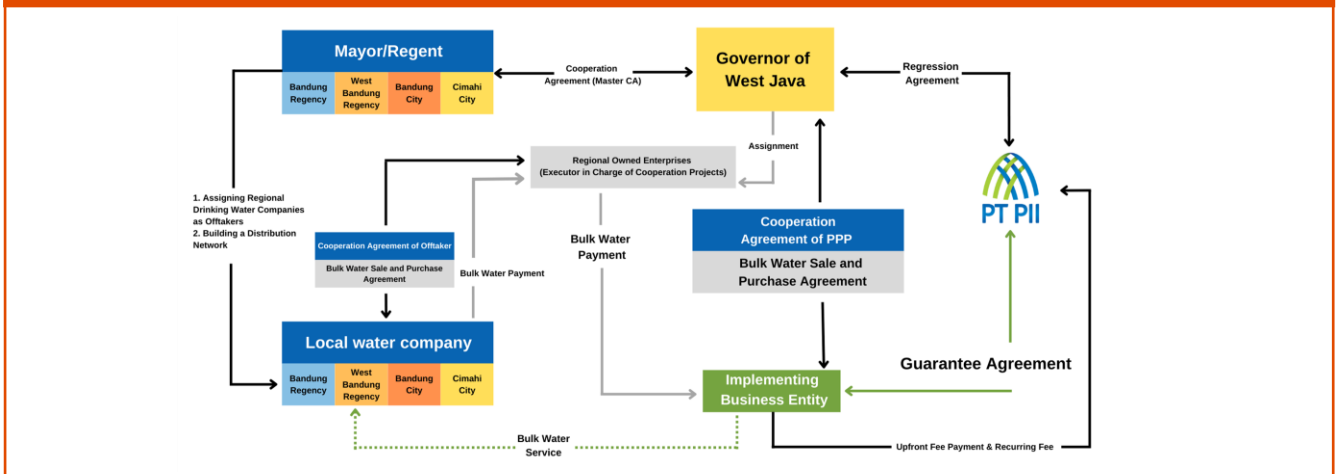 Mayor/Regent
Bandung
Regency
West
Bandung
Regency
Bandung
City
Cimahi
City
Cooperation
Agreement (Master CA)
Governor of
West Java
Regression
Agreement
Assignment
Regional Owned Enterprises
(Executor in Charge of Cooperation Projects)
PT PII
1. Assigning Regional
Drinking Water Companies
as Offtakers
2. Building a Distribution
Network
Cooperation Agreement of Offtaker
Bulk Water Sale and Purchase
Agreement
Bulk Water Payment
Bulk Water
Payment
Cooperation
Agreement of PPP
Bulk Water Sale and
Purchase Agreement
Local water company
Bandung
Regency
West
Bandung
Regency
Bandung
City
Cimahi
City
Implementing
Business Entity
Guarantee Agreement
Bulk Water
Service
Upfront Fee Payment & Recurring Fee